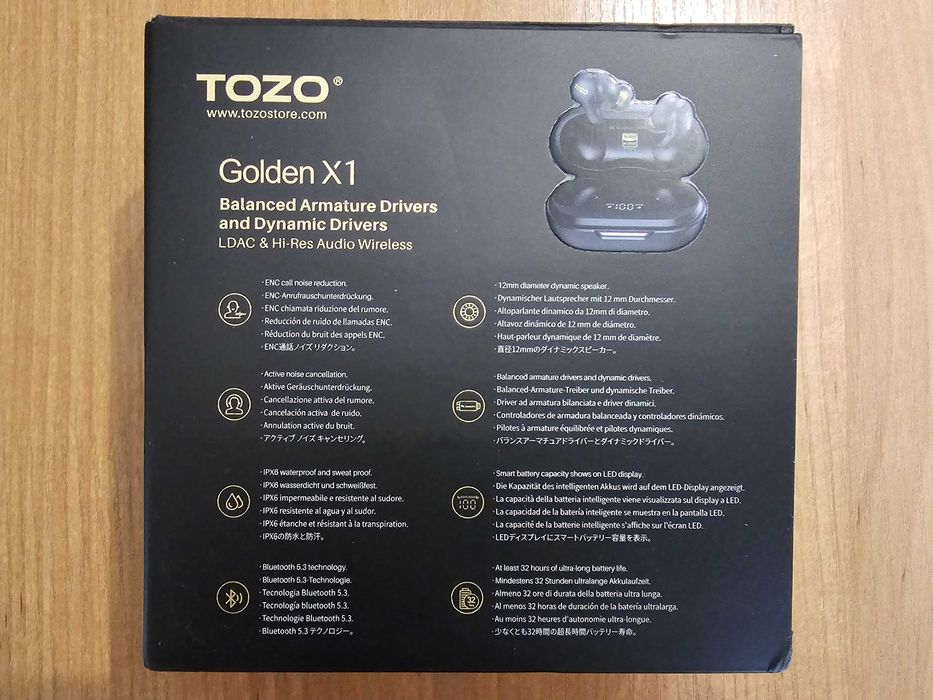 TOZO®
www.tozostore.com
Golden X1
Balanced Armature Drivers
and Dynamic Drivers
LDAC & Hi-Res Audio Wireless
· ENC call noise reduction.
· ENC-Anrufrauschunterdrückung.
· ENC chiamata riduzione del rumore.
· Reducción de ruido de llamadas ENC.
· Réduction du bruit des appels ENC.
· ENC通話ノイズ リダクション。
· Active noise cancellation.
· Aktive Geräuschunterdrückung.
· Cancellazione attiva del rumore.
· Cancelación activa de ruido.
· Annulation active du bruit.
· アクティブ ノイズ キャンセリング。
· IPX6 waterproof and sweat proof.
· IPX6 wasserdicht und schweißfest.
· IPX6 impermeabile e resistente al sudore.
· IPX6 resistente al agua y al sudor.
· IPX6 étanche et résistant à la transpiration.
· IPX6の防水と防汗。
· Bluetooth 5.3 technology.
· Bluetooth 5.3-Technologie.
· Tecnologia Bluetooth 5.3.
· Tecnología bluetooth 5.3.
· Technologie Bluetooth 5.3.
· Bluetooth 5.3 テクノロジー。
TOZO
100
· 12mm diameter dynamic speaker.
· Dynamischer Lautsprecher mit 12 mm Durchmesser.
· Altoparlante dinamico da 12mm di diametro.
· Altavoz dinámico de 12 mm de diámetro.
· Haut-parleur dynamique de 12 mm de diamètre.
· 直径12mmのダイナミックスピーカー。
· Balanced armature drivers and dynamic drivers.
· Balanced-Armature-Treiber und dynamische Treiber.
· Driver ad armatura bilanciata e driver dinamici.
· Controladores de armadura balanceada y controladores dinámicos.
· Pilotes à armature équilibrée et pilotes dynamiques.
· バランスアーマチュアドライバーとダイナミックドライバー。
100
· Smart battery capacity shows on LED display.
· Die Kapazität des intelligenten Akkus wird auf dem LED-Display angezeigt.
· La capacità della batteria intelligente viene visualizzata sul display a LED.
· La capacidad de la batería inteligente se muestra en la pantalla LED.
· La capacité de la batterie intelligente s'affiche sur l'écran LED.
· LEDディスプレイにスマートバッテリー容量を表示。
32
· At least 32 hours of ultra-long battery life.
· Mindestens 32 Stunden ultralange Akkulaufzeit.
· Almeno 32 ore di durata della batteria ultra lunga.
· Al menos 32 horas de duración de la batería ultralarga.
· Au moins 32 heures d'autonomie ultra-longue.
· 少なくとも32時間の超長時間バッテリー寿命。